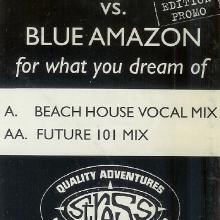 EDITION
PROMO
VS.
BLUE AMAZON
for what you dream of
A. BEACH HOUSE VOCAL MIX
AA. FUTURE 101 MIX
QUALITY ADVENTURES
stress